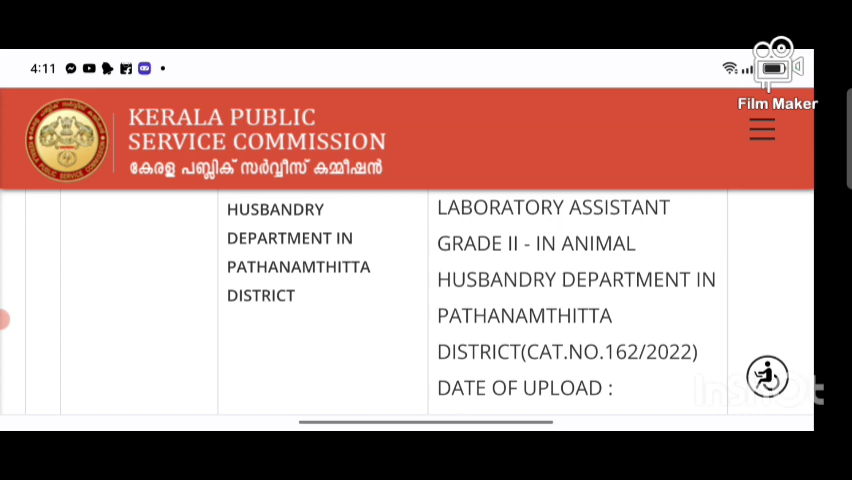 4:11
Film Maker
KERALA PUBLIC
SERVICE COMMISSION
കേരള പബ്ലിക് സർവ്വീസ് കമ്മീഷൻ
HUSBANDRY
DEPARTMENT IN
PATHANAMTHITTA
DISTRICT
LABORATORY ASSISTANT
GRADE II - IN ANIMAL
HUSBANDRY DEPARTMENT IN
PATHANAMTHITTA
DISTRICT(CAT.NO.162/2022)
DATE OF UPLOAD :
InShot